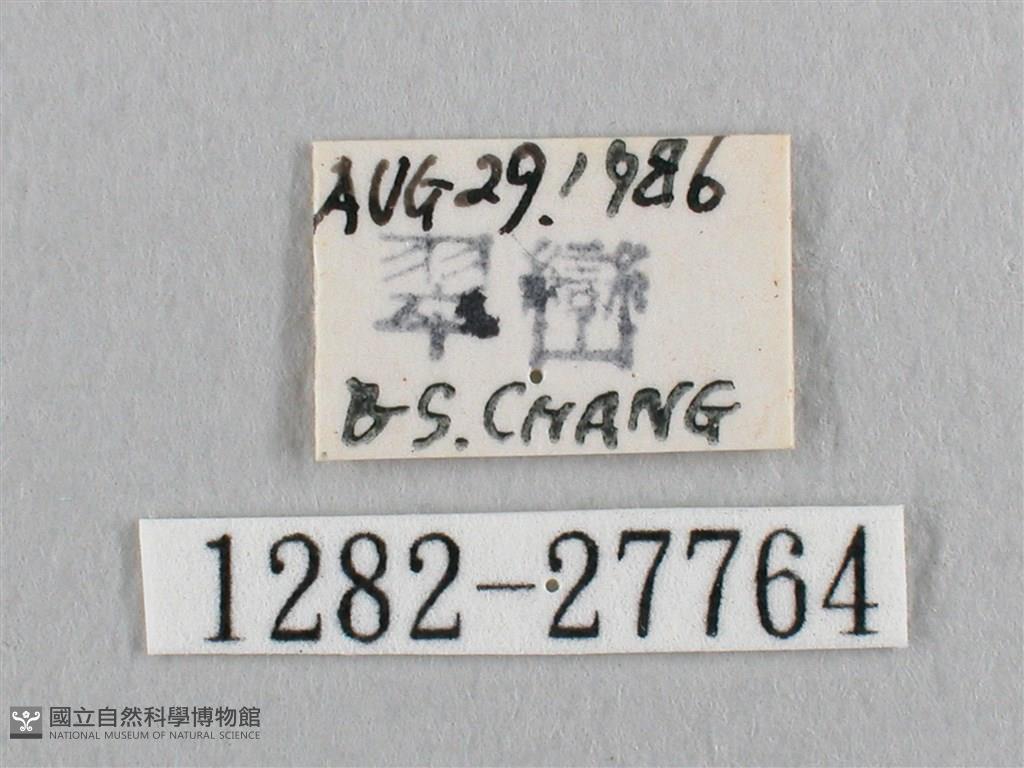 AUG 29. 1986
翠巒
B-S. CHANG
1282-27764
國立自然科學博物館
NATIONAL MUSEUM OF NATURAL SCIENCE